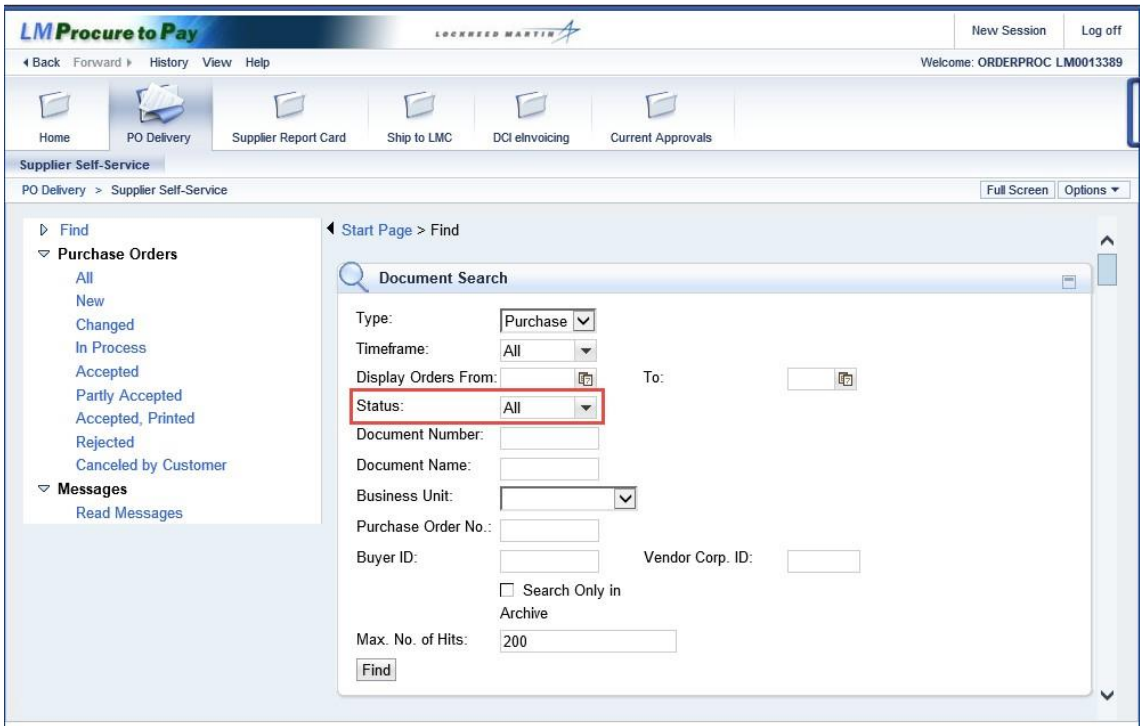 LM Procure to Pay
LOCKHEED MARTIN
New Session Log off
Back Forward History View Help
Welcome: ORDERPROC LM0013389
Home PO Delivery Supplier Report Card Ship to LMC DCI eInvoicing Current Approvals
Supplier Self-Service
PO Delivery > Supplier Self-Service
Full Screen Options
Find
Purchase Orders
All
New
Changed
In Process
Accepted
Partly Accepted
Accepted, Printed
Rejected
Canceled by Customer
Messages
Read Messages
Start Page > Find
Document Search
Type: Purchase
Timeframe: All
Display Orders From: To:
Status: All
Document Number:
Document Name:
Business Unit:
Purchase Order No.:
Buyer ID: Vendor Corp. ID:
Search Only in
Archive
Max. No. of Hits: 200
Find